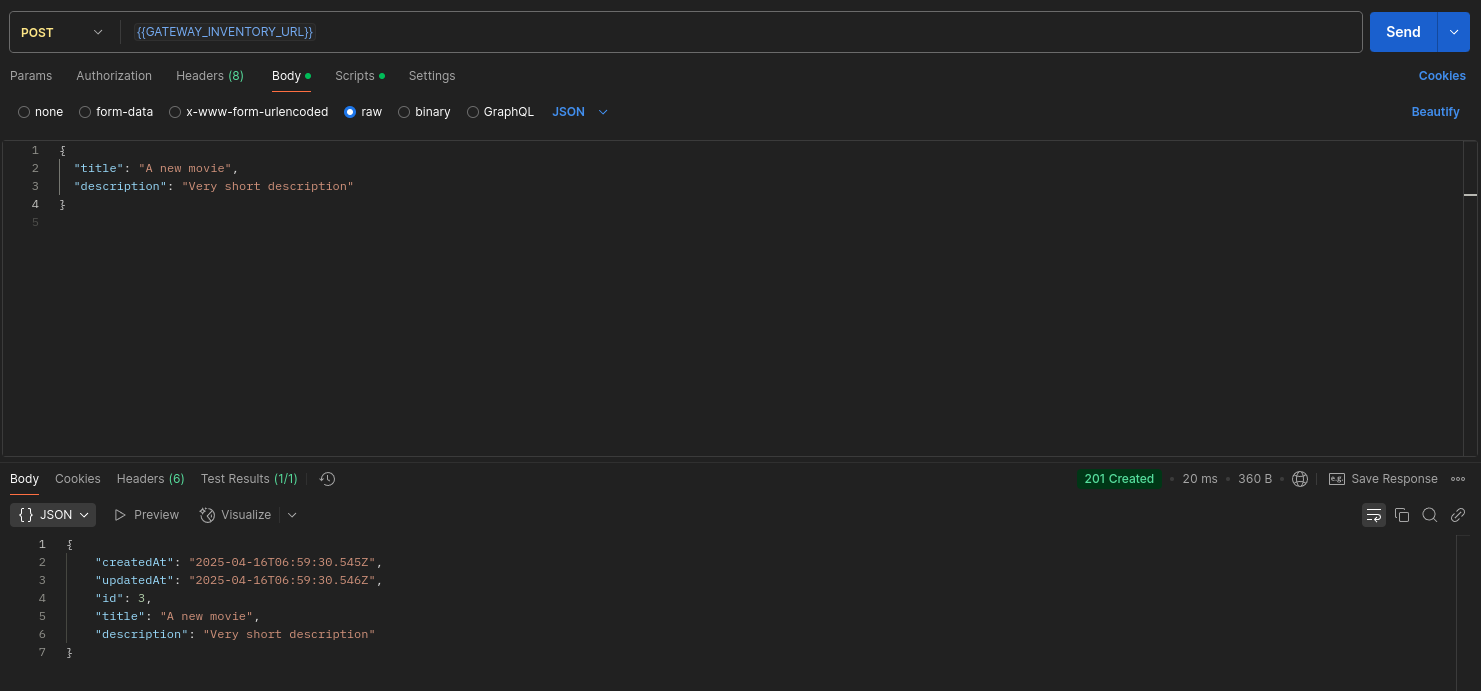 POST {{GATEWAY_INVENTORY_URL}} Send
Params Authorization Headers (8) Body Scripts Settings Cookies
none form-data x-www-form-urlencoded raw binary GraphQL JSON Beautify
1 {
2 "title": "A new movie",
3 "description": "Very short description"
4 }
5
Body Cookies Headers (6) Test Results (1/1) 201 Created 20 ms 360 B e.g. Save Response
{} JSON Preview Visualize
1 {
2 "createdAt": "2025-04-16T06:59:30.545Z",
3 "updatedAt": "2025-04-16T06:59:30.546Z",
4 "id": 3,
5 "title": "A new movie",
6 "description": "Very short description"
7 }